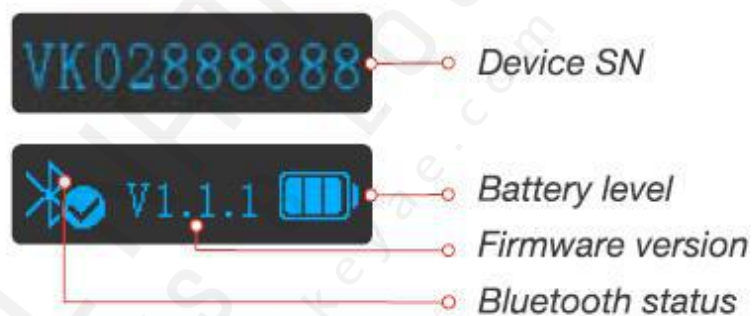 VK02888888
Device SN
V1.1.1
Battery level
Firmware version
Bluetooth status